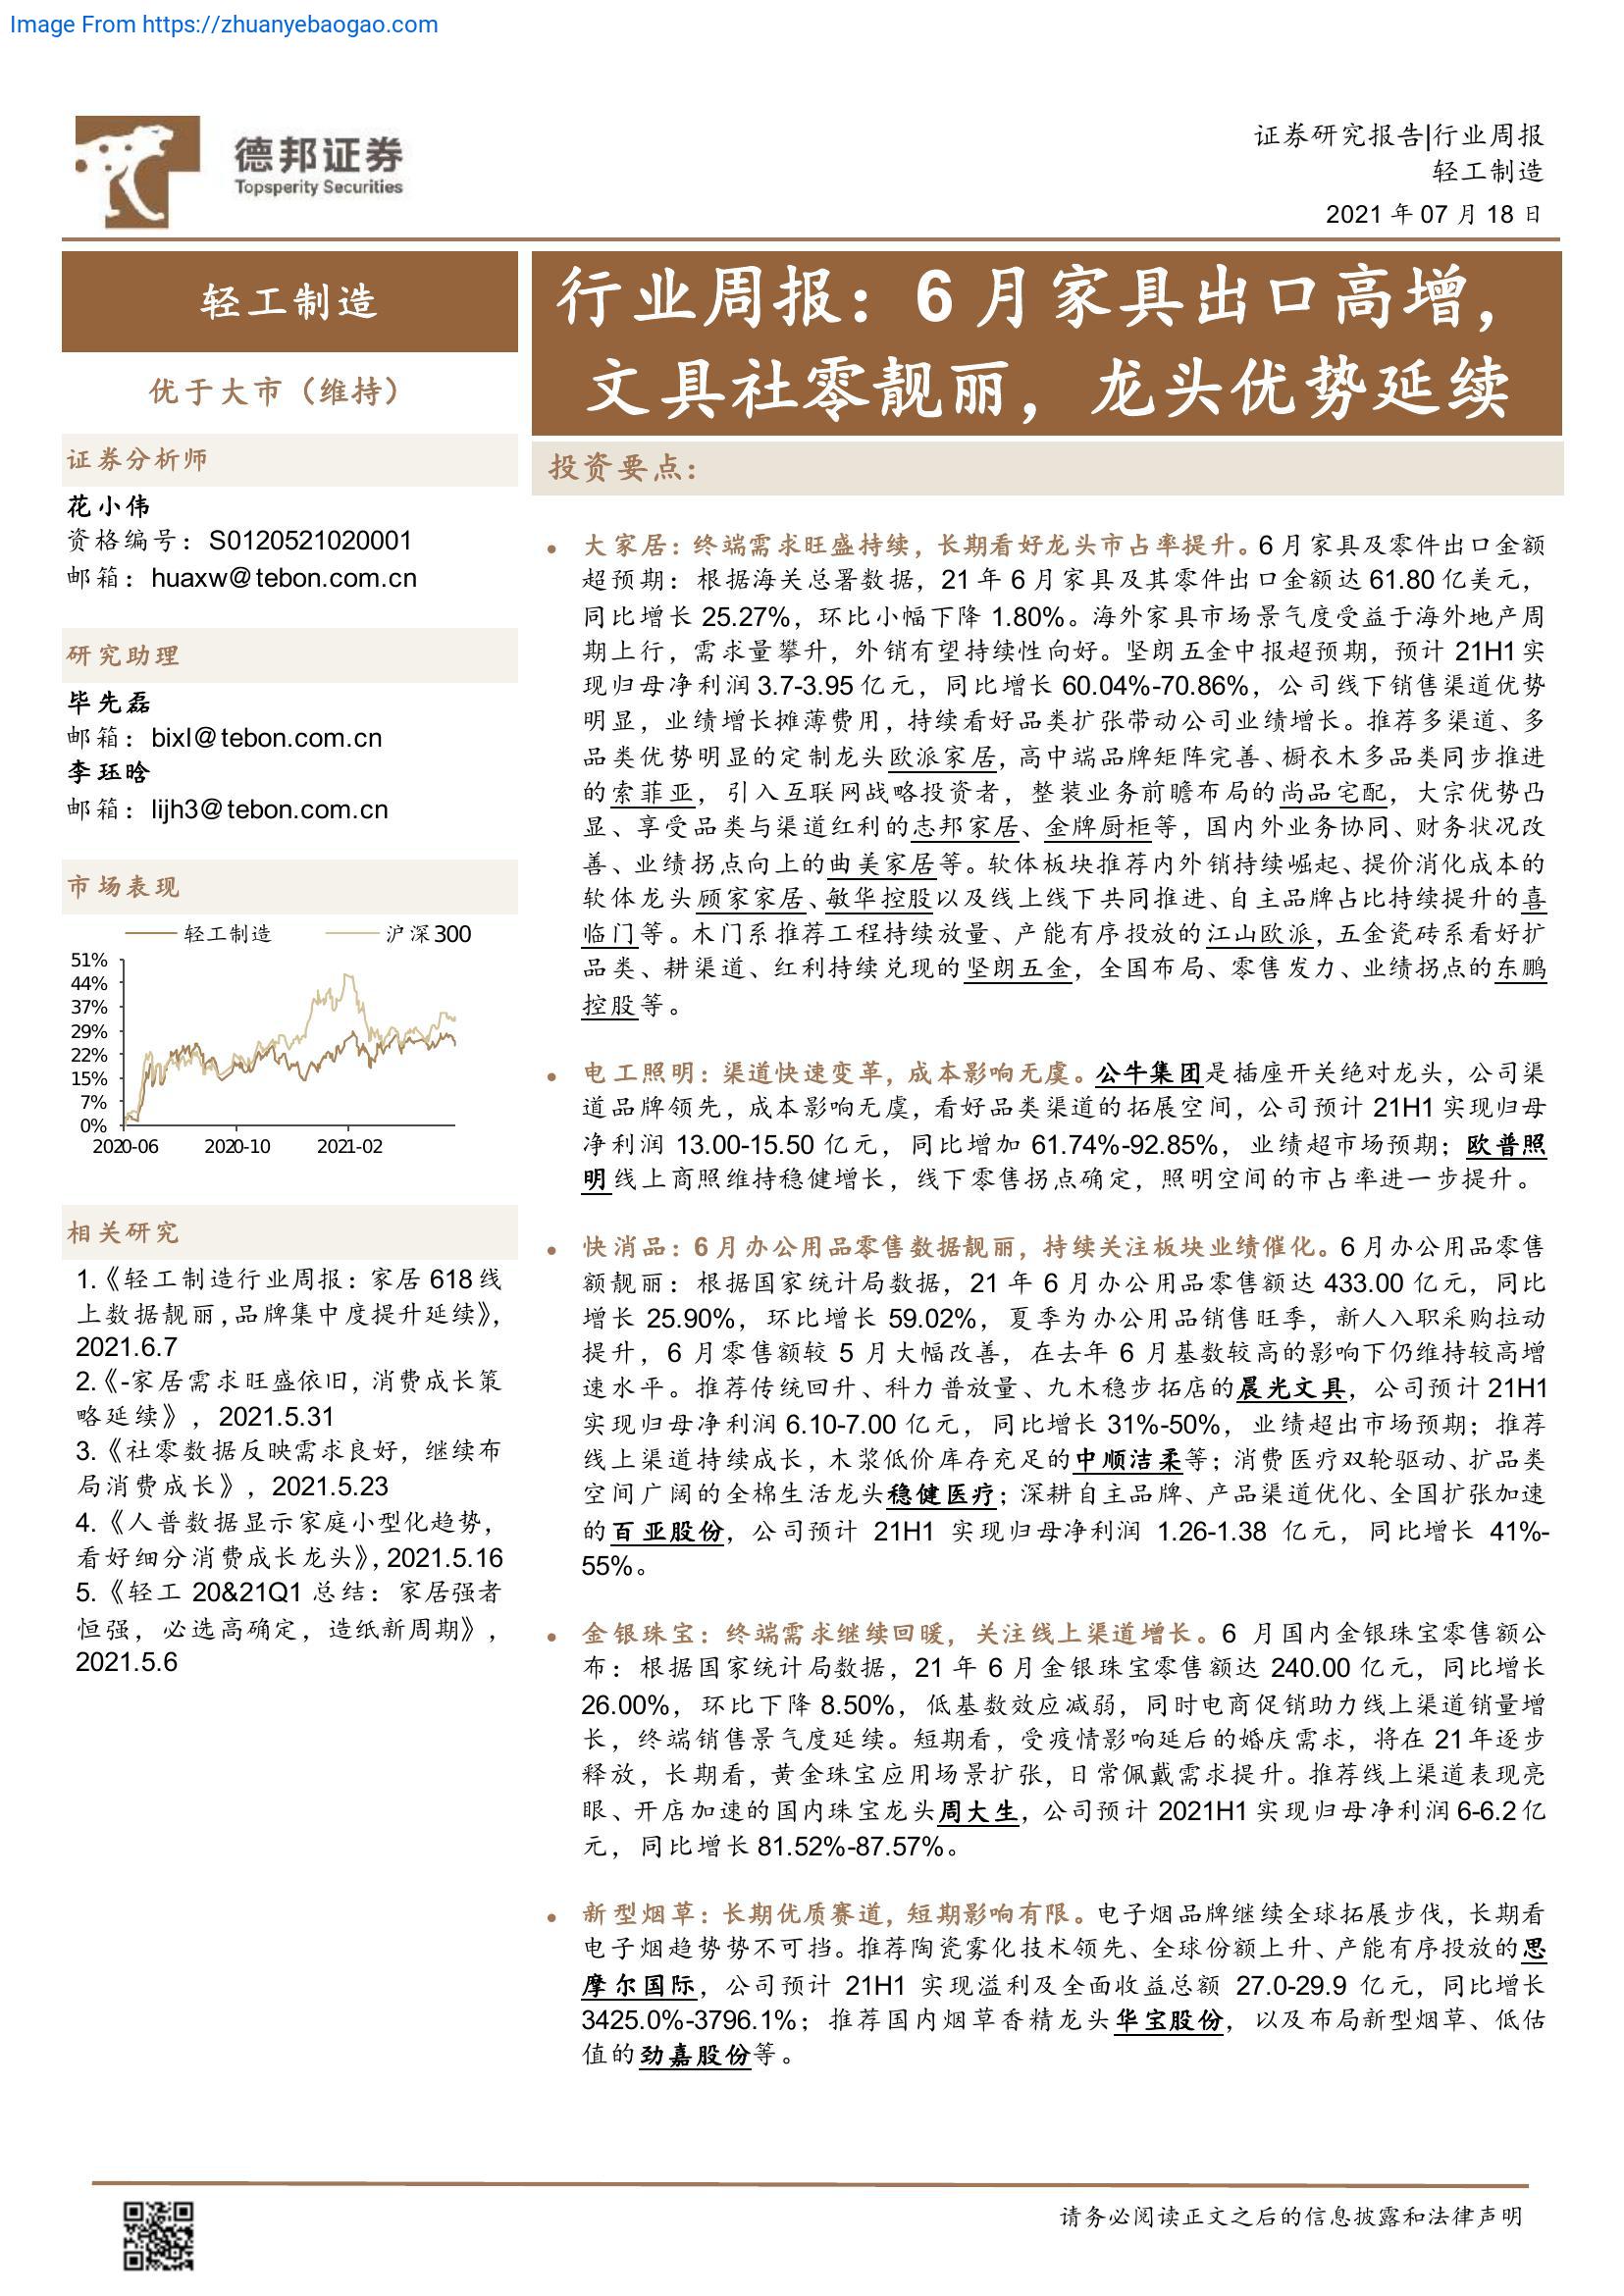 Image From https://zhuanyebaogao.com
德邦证券
Topsperity Securities
证券研究报告|行业周报
轻工制造
2021 年 07 月 18 日
轻工制造
优于大市（维持）
证券分析师
花小伟
资格编号：S0120521020001
邮箱：huaxw@tebon.com.cn
研究助理
毕先磊
邮箱：bixl@tebon.com.cn
李珏晗
邮箱：lijh3@tebon.com.cn
市场表现
轻工制造 沪深300
51%
44%
37%
29%
22%
15%
7%
0%
2020-06 2020-10 2021-02
相关研究
1.《轻工制造行业周报：家居 618 线
上数据靓丽,品牌集中度提升延续》，
2021.6.7
2.《-家居需求旺盛依旧，消费成长策
略延续》，2021.5.31
3.《社零数据反映需求良好，继续布
局消费成长》，2021.5.23
4.《人普数据显示家庭小型化趋势，
看好细分消费成长龙头》，2021.5.16
5.《轻工 20&21Q1 总结：家居强者
恒强，必选高确定，造纸新周期》，
2021.5.6
行业周报：6 月家具出口高增，
文具社零靓丽，龙头优势延续
投资要点：
• 大家居：终端需求旺盛持续，长期看好龙头市占率提升。6 月家具及零件出口金额
超预期：根据海关总署数据，21 年 6 月家具及其零件出口金额达 61.80 亿美元，
同比增长 25.27%，环比小幅下降 1.80%。海外家具市场景气度受益于海外地产周
期上行，需求量攀升，外销有望持续性向好。坚朗五金中报超预期，预计 21H1 实
现归母净利润 3.7-3.95 亿元，同比增长 60.04%-70.86%，公司线下销售渠道优势
明显，业绩增长摊薄费用，持续看好品类扩张带动公司业绩增长。推荐多渠道、多
品类优势明显的定制龙头欧派家居，高中端品牌矩阵完善、橱衣木多品类同步推进
的索菲亚，引入互联网战略投资者，整装业务前瞻布局的尚品宅配，大宗优势凸
显、享受品类与渠道红利的志邦家居、金牌厨柜等，国内外业务协同、财务状况改
善、业绩拐点向上的曲美家居等。软体板块推荐内外销持续崛起、提价消化成本的
软体龙头顾家家居、敏华控股以及线上线下共同推进、自主品牌占比持续提升的喜
临门等。木门系推荐工程持续放量、产能有序投放的江山欧派，五金瓷砖系看好扩
品类、耕渠道、红利持续兑现的坚朗五金，全国布局、零售发力、业绩拐点的东鹏
控股等。
• 电工照明：渠道快速变革，成本影响无虞。公牛集团是插座开关绝对龙头，公司渠
道品牌领先，成本影响无虞，看好品类渠道的拓展空间，公司预计 21H1 实现归母
净利润 13.00-15.50 亿元，同比增加 61.74%-92.85%，业绩超市场预期；欧普照
明线上商照维持稳健增长，线下零售拐点确定，照明空间的市占率进一步提升。
• 快消品：6 月办公用品零售数据靓丽，持续关注板块业绩催化。6 月办公用品零售
额靓丽：根据国家统计局数据，21 年 6 月办公用品零售额达 433.00 亿元，同比
增长 25.90%，环比增长 59.02%，夏季为办公用品销售旺季，新人入职采购拉动
提升，6 月零售额较 5 月大幅改善，在去年 6 月基数较高的影响下仍维持较高增
速水平。推荐传统回升、科力普放量、九木稳步拓店的晨光文具，公司预计 21H1
实现归母净利润 6.10-7.00 亿元，同比增长 31%-50%，业绩超出市场预期；推荐
线上渠道持续成长，木浆低价库存充足的中顺洁柔等；消费医疗双轮驱动、扩品类
空间广阔的全棉生活龙头稳健医疗；深耕自主品牌、产品渠道优化、全国扩张加速
的百亚股份，公司预计 21H1 实现归母净利润 1.26-1.38 亿元，同比增长 41%-
55%。
• 金银珠宝：终端需求继续回暖，关注线上渠道增长。6 月国内金银珠宝零售额公
布：根据国家统计局数据，21 年 6 月金银珠宝零售额达 240.00 亿元，同比增长
26.00%，环比下降 8.50%，低基数效应减弱，同时电商促销助力线上渠道销量增
长，终端销售景气度延续。短期看，受疫情影响延后的婚庆需求，将在 21 年逐步
释放，长期看，黄金珠宝应用场景扩张，日常佩戴需求提升。推荐线上渠道表现亮
眼、开店加速的国内珠宝龙头周大生，公司预计 2021H1 实现归母净利润 6-6.2 亿
元，同比增长 81.52%-87.57%。
• 新型烟草：长期优质赛道，短期影响有限。电子烟品牌继续全球拓展步伐，长期看
电子烟趋势势不可挡。推荐陶瓷雾化技术领先、全球份额上升、产能有序投放的思
摩尔国际，公司预计 21H1 实现溢利及全面收益总额 27.0-29.9 亿元，同比增长
3425.0%-3796.1%；推荐国内烟草香精龙头华宝股份，以及布局新型烟草、低估
值的劲嘉股份等。
请务必阅读正文之后的信息披露和法律声明